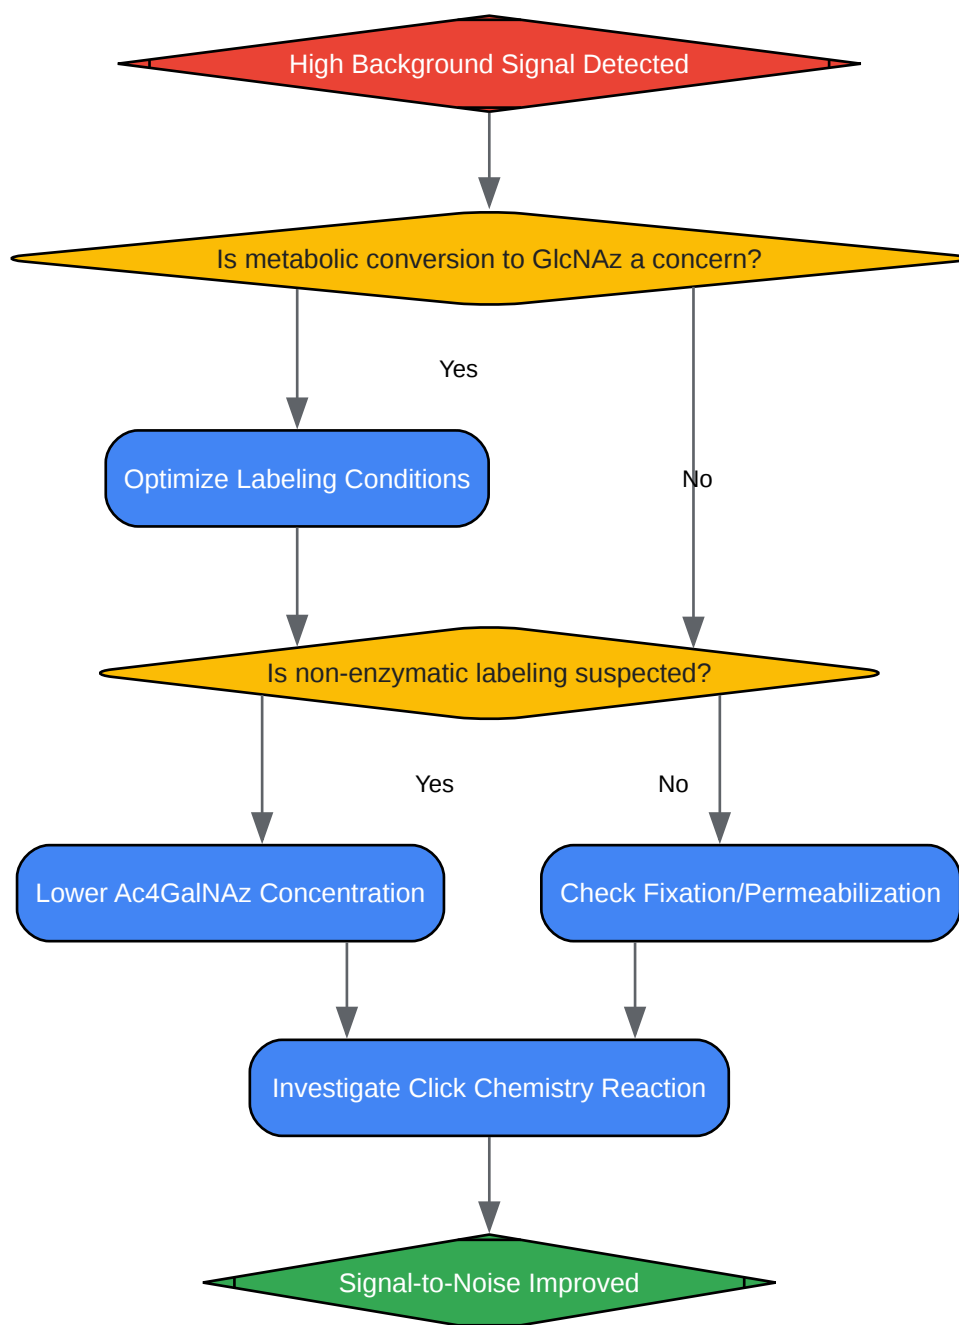 High Background Signal Detected
Is metabolic conversion to GlcNAz a concern?
Yes
Optimize Labeling Conditions
No
Is non-enzymatic labeling suspected?
Yes
No
Lower Ac4GalNAz Concentration
Check Fixation/Permeabilization
Investigate Click Chemistry Reaction
Signal-to-Noise Improved